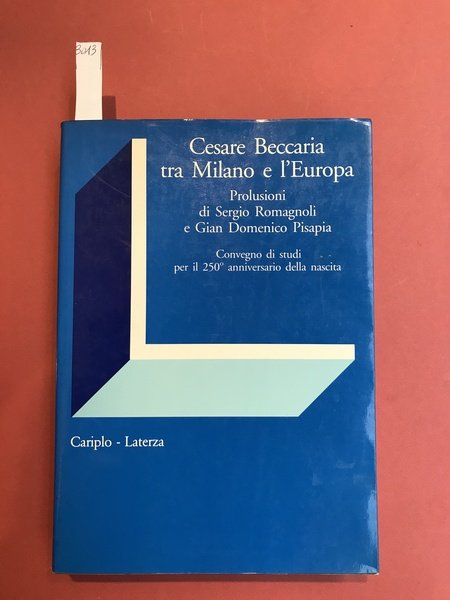 3013
Cesare Beccaria
tra Milano e l'Europa
Prolusioni
di Sergio Romagnoli
e Gian Domenico Pisapia
Convegno di studi
per il 250° anniversario della nascita
Cariplo - Laterza